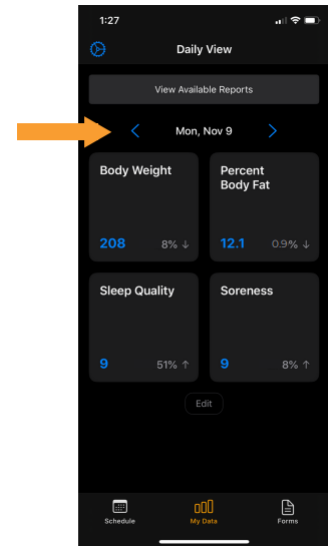 1:27
Daily View
View Available Reports
Mon, Nov 9
Body Weight
208 8% ↓
Percent
Body Fat
12.1 0.9% ↓
Sleep Quality
9 51% ↑
Soreness
9 8% ↑
Edit
Schedule
My Data
Forms